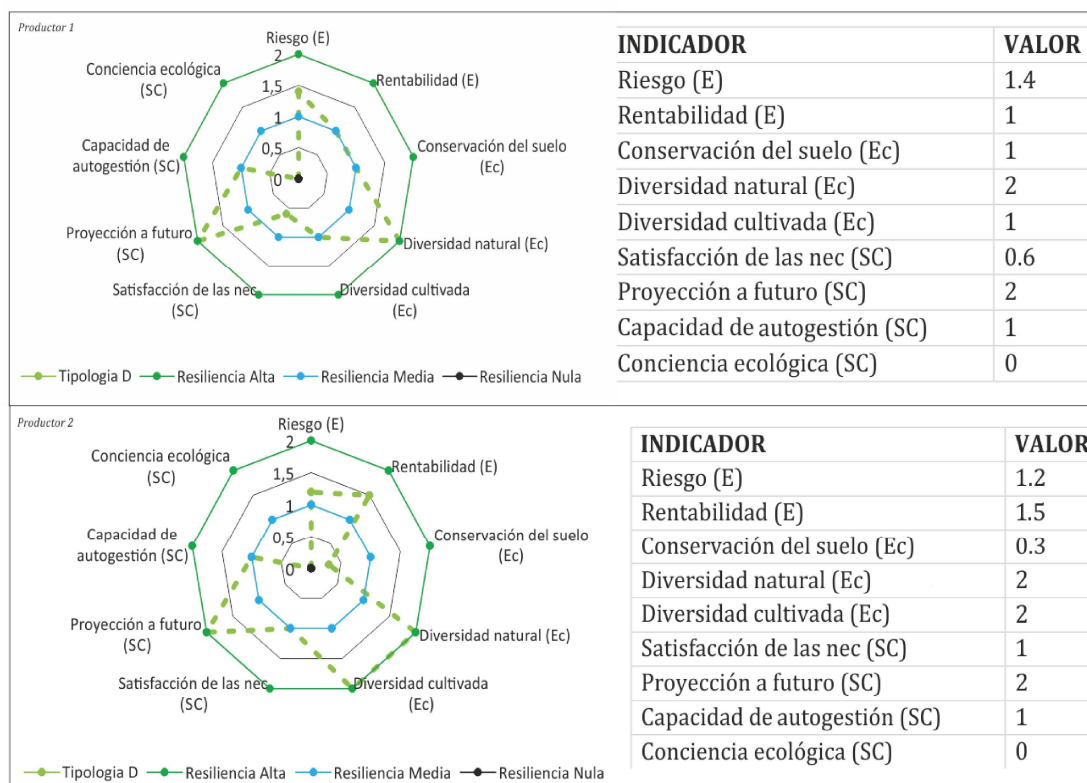 Productor 1
Riesgo (E)
2
Conciencia ecológica
(SC)
Rentabilidad (E)
1,5
1
Capacidad de
autogestión (SC)
Conservación del suelo
(Ec)
0,5
0
Proyección a futuro
(SC)
Diversidad natural (Ec)
Satisfacción de las nec
(SC)
Diversidad cultivada
(Ec)
Tipologia D
Resiliencia Alta
Resiliencia Media
Resiliencia Nula
INDICADOR VALOR
Riesgo (E) 1.4
Rentabilidad (E) 1
Conservación del suelo (Ec) 1
Diversidad natural (Ec) 2
Diversidad cultivada (Ec) 1
Satisfacción de las nec (SC) 0.6
Proyección a futuro (SC) 2
Capacidad de autogestión (SC) 1
Conciencia ecológica (SC) 0
Productor 2
Riesgo (E)
2
Conciencia ecológica
(SC)
Rentabilidad (E)
1,5
1
Capacidad de
autogestión (SC)
Conservación del suelo
(Ec)
0,5
0
Proyección a futuro
(SC)
Diversidad natural (Ec)
Satisfacción de las nec
(SC)
Diversidad cultivada
(Ec)
Tipologia D
Resiliencia Alta
Resiliencia Media
Resiliencia Nula
INDICADOR VALOR
Riesgo (E) 1.2
Rentabilidad (E) 1.5
Conservación del suelo (Ec) 0.3
Diversidad natural (Ec) 2
Diversidad cultivada (Ec) 2
Satisfacción de las nec (SC) 1
Proyección a futuro (SC) 2
Capacidad de autogestión (SC) 1
Conciencia ecológica (SC) 0